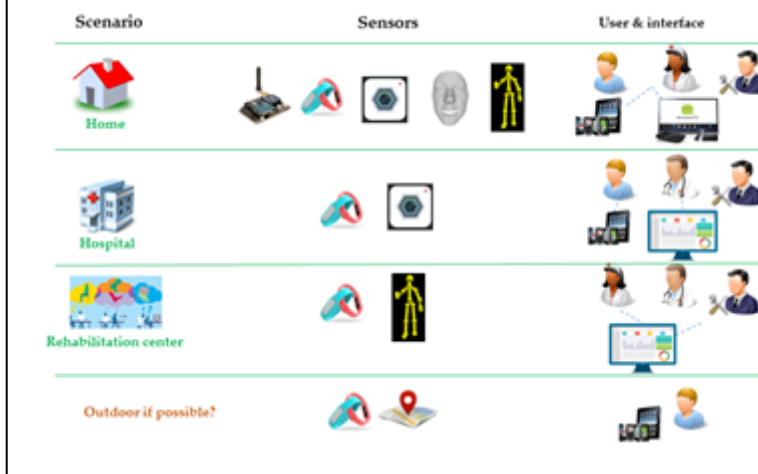 Scenario
Sensors
User & interface
Home
Hospital
Rehabilitation center
Outdoor if possible?